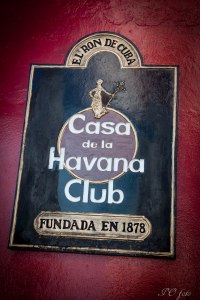 EL RON DE CUBA
Casa
de la
Havana
Club
FUNDADA EN 1878